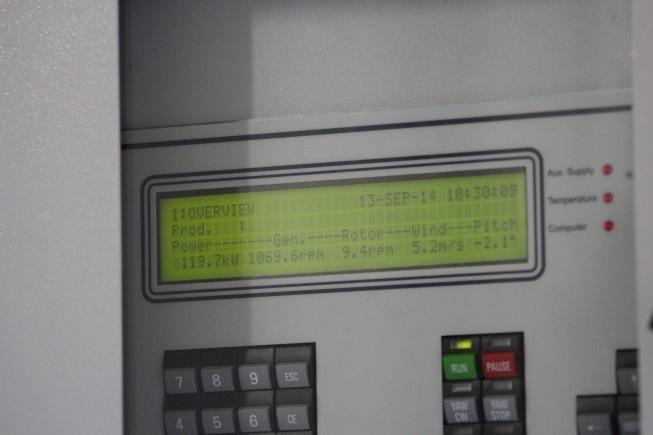 1:OVERVIEW 13-SEP-14 10:30:09
Prod. :
Power-------Gen.----Rotor---Wind---Pitch
119.7kW 1069.6rpm 9.4rpm 5.2m/s -2.1°
Aux. Supply
Temperature
Computer
7 8 9 ESC
4 5 6 CE
RUN PAUSE
YAW CW YAW STOP